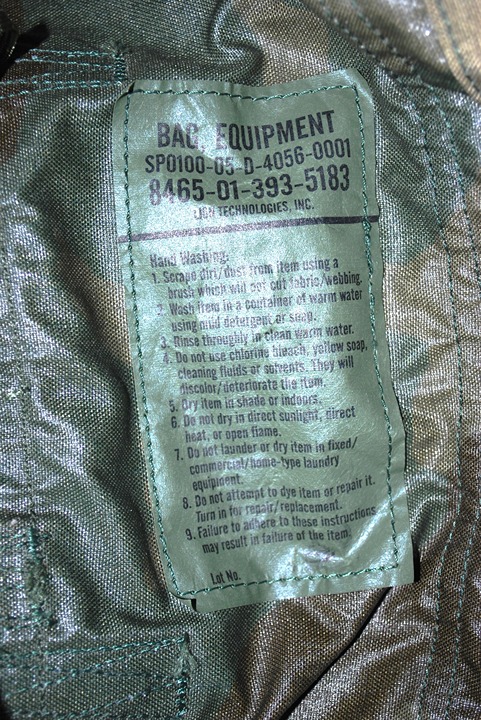 BAG, EQUIPMENT
SPO100-05-D-4056-0001
8465-01-393-5183
LION TECHNOLOGIES, INC.
Hand Washing:
1. Scrape dirt/dust from item using a
brush which will not cut fabric/webbing.
2. Wash item in a container of warm water
using mild detergent or soap.
3. Rinse throughly in clean warm water.
4. Do not use chlorine bleach, yellow soap,
cleaning fluids or solvents. They will
discolor/deteriorate the item.
5. Dry item in shade or indoors.
6. Do not dry in direct sunlight, direct
heat, or open flame.
7. Do not launder or dry item in fixed/
commercial/home-type laundry
equipment.
8. Do not attempt to dye item or repair it.
Turn in for repair/replacement.
9. Failure to adhere to these instructions
may result in failure of the item.
Lot No.